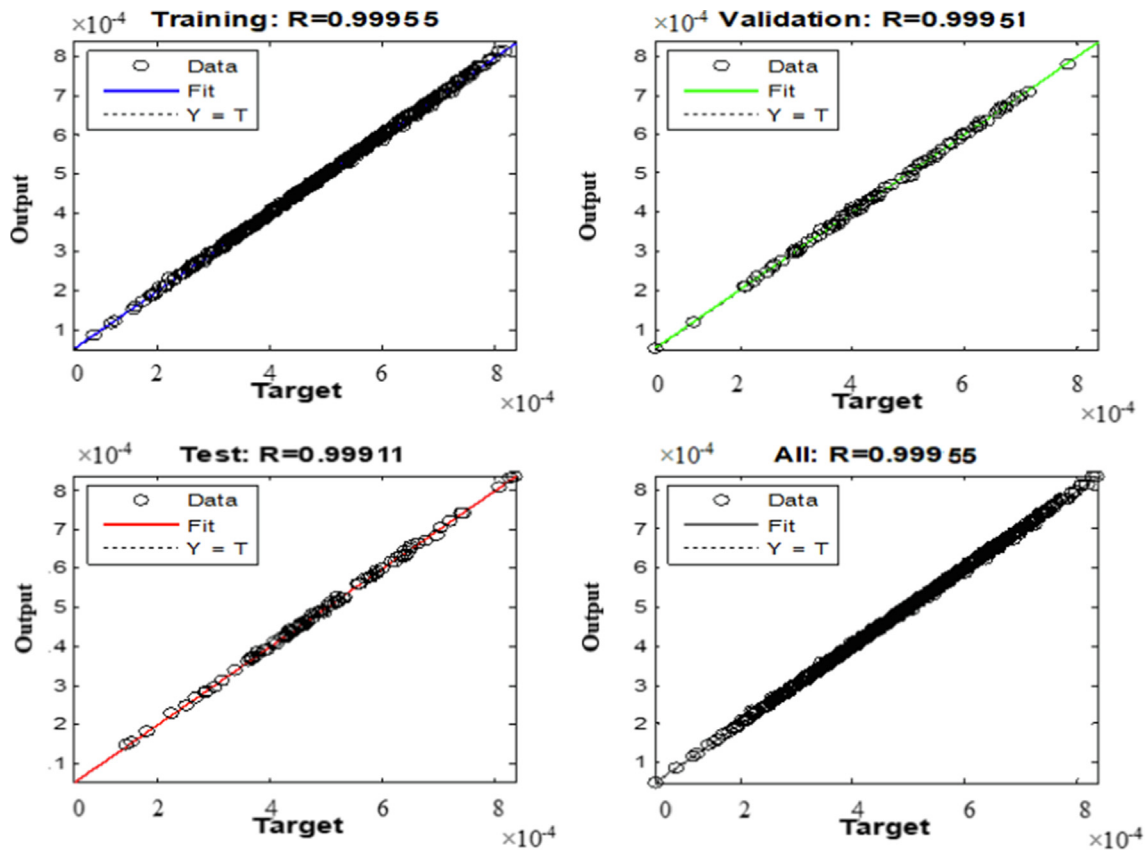 ×10-4
Training: R=0.99955
8
7
6
5
4
3
2
1
Data
Fit
Y = T
Output
0 2 4 6 8
Target
×10-4
×10-4
Validation: R=0.99951
8
7
6
5
4
3
2
1
Data
Fit
Y = T
Output
0 2 4 6 8
Target
×10-4
×10-4
Test: R=0.99911
8
7
6
5
4
3
2
.1
Data
Fit
Y = T
Output
0 2 4 6 8
Target
×10-4
×10-4
All: R=0.99955
8
7
6
5
4
3
2
1
Data
Fit
Y = T
Output
0 2 4 6 8
Target
×10-4